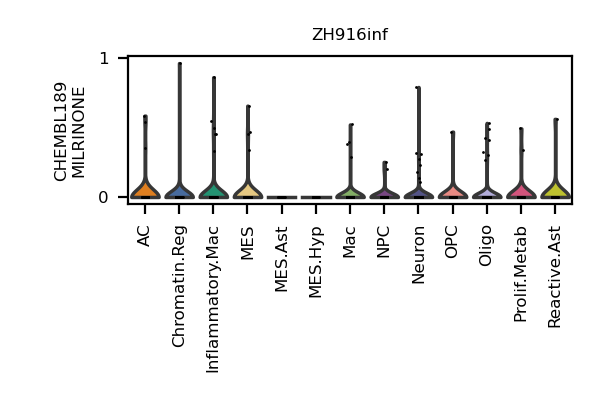 ZH916inf
CHEMBL189
MILRINONE
1
0
AC
Chromatin.Reg
Inflammatory.Mac
MES
MES.Ast
MES.Hyp
Mac
NPC
Neuron
OPC
Oligo
Prolif.Metab
Reactive.Ast